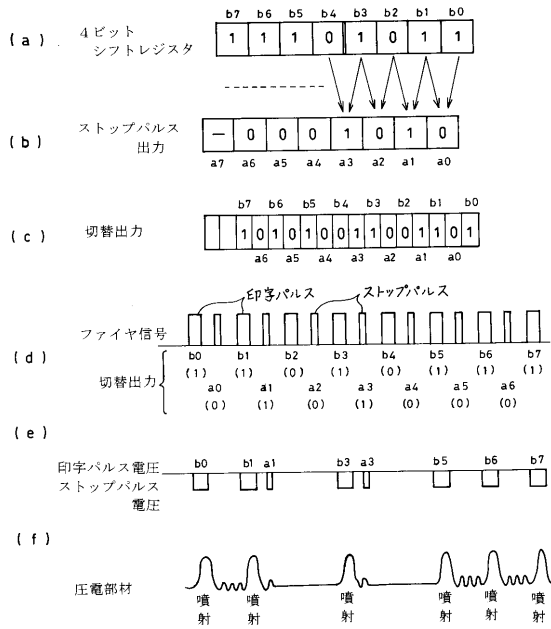 b7 b6 b5 b4 b3 b2 b1 b0
(a) 4ビット
シフトレジスタ
1 1 1 0 1 0 1 1
(b) ストップパルス
出力
— 0 0 0 1 0 1 0
a7 a6 a5 a4 a3 a2 a1 a0
b7 b6 b5 b4 b3 b2 b1 b0
(c) 切替出力
1 0 1 0 1 0 0 1 1 0 0 1 1 0 1
a6 a5 a4 a3 a2 a1 a0
印字パルス ストップパルス
ファイヤ信号
(d)
b0 b1 b2 b3 b4 b5 b6 b7
切替出力
(1) (1) (0) (1) (0) (1) (1) (1)
a0 a1 a2 a3 a4 a5 a6
(0) (1) (0) (1) (0) (0) (0)
(e)
印字パルス電圧
ストップパルス
電圧
b0 b1 a1 b3 a3 b5 b6 b7
(f)
圧電部材
噴射 噴射 噴射 噴射 噴射 噴射